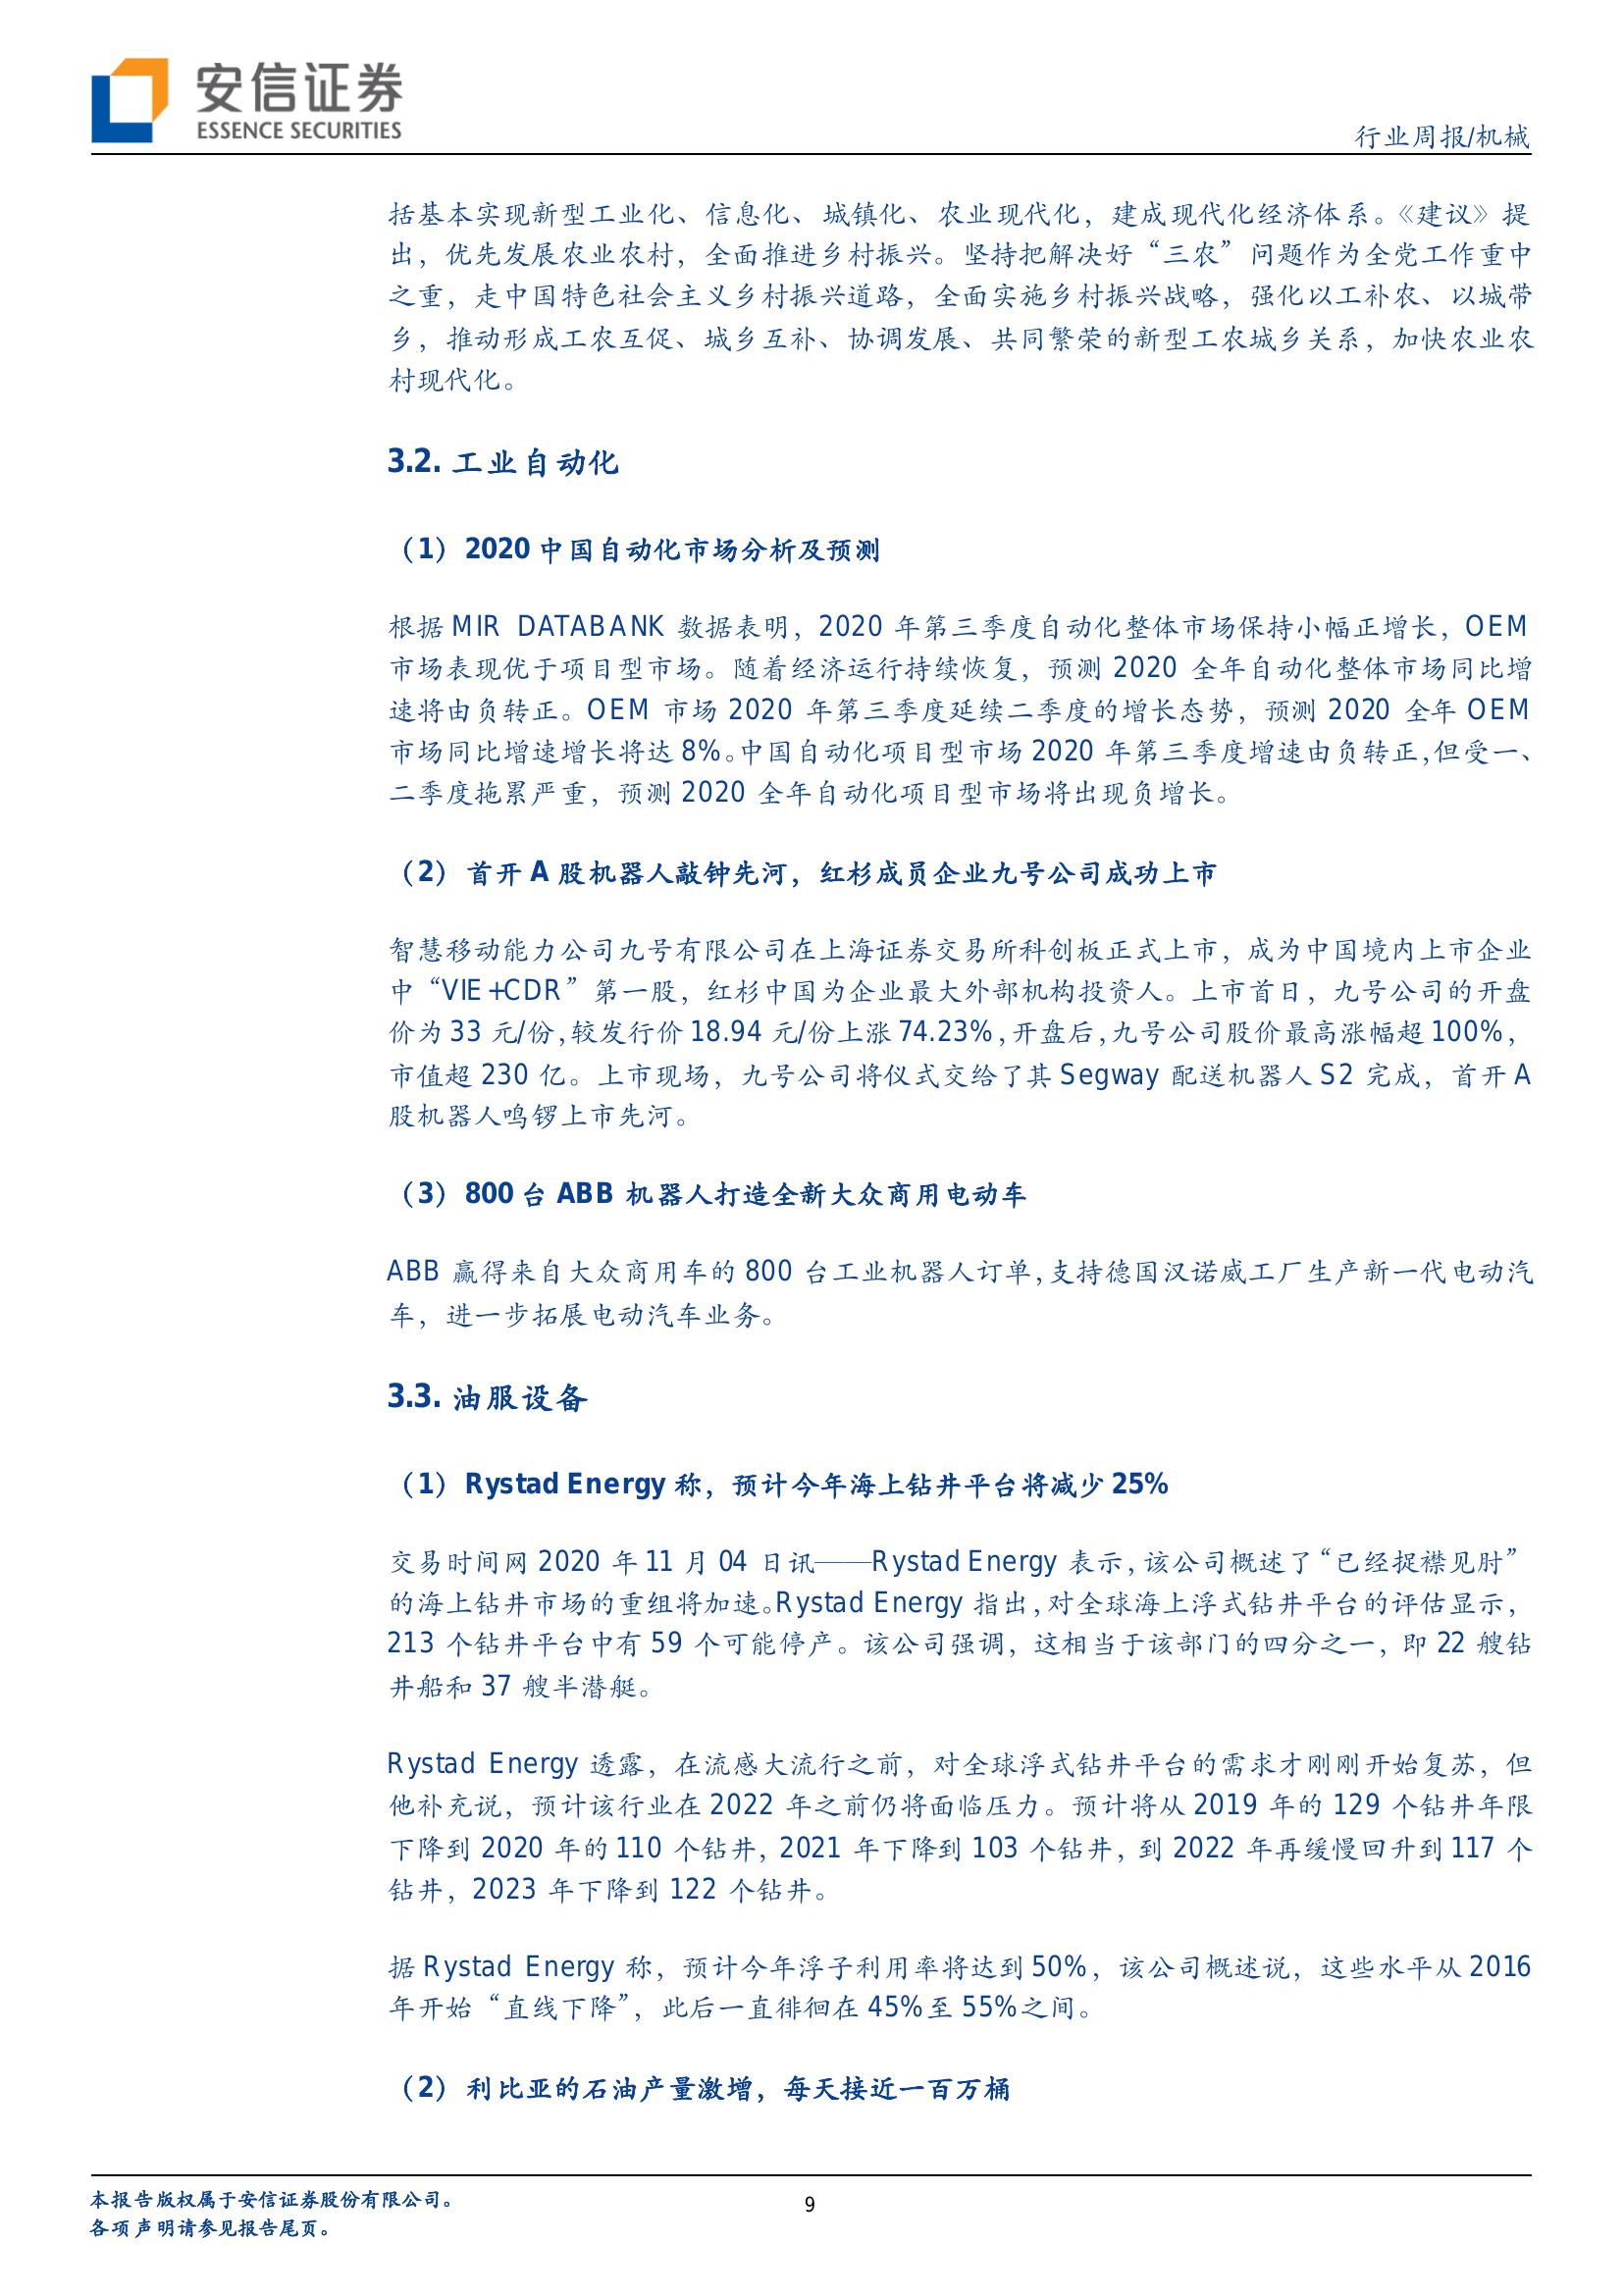 安信证券
ESSENCE SECURITIES
行业周报/机械
括基本实现新型工业化、信息化、城镇化、农业现代化，建成现代化经济体系。《建议》提
出，优先发展农业农村，全面推进乡村振兴。坚持把解决好“三农”问题作为全党工作重中
之重，走中国特色社会主义乡村振兴道路，全面实施乡村振兴战略，强化以工补农、以城带
乡，推动形成工农互促、城乡互补、协调发展、共同繁荣的新型工农城乡关系，加快农业农
村现代化。
3.2. 工业自动化
（1）2020 中国自动化市场分析及预测
根据 MIR DATABANK 数据表明，2020 年第三季度自动化整体市场保持小幅正增长，OEM
市场表现优于项目型市场。随着经济运行持续恢复，预测 2020 全年自动化整体市场同比增
速将由负转正。OEM 市场 2020 年第三季度延续二季度的增长态势，预测 2020 全年 OEM
市场同比增速增长将达 8%。中国自动化项目型市场 2020 年第三季度增速由负转正，但受一、
二季度拖累严重，预测 2020 全年自动化项目型市场将出现负增长。
（2）首开 A 股机器人敲钟先河，红杉成员企业九号公司成功上市
智慧移动能力公司九号有限公司在上海证券交易所科创板正式上市，成为中国境内上市企业
中“VIE+CDR”第一股，红杉中国为企业最大外部机构投资人。上市首日，九号公司的开盘
价为 33 元/份，较发行价 18.94 元/份上涨 74.23%，开盘后，九号公司股价最高涨幅超 100%，
市值超 230 亿。上市现场，九号公司将仪式交给了其 Segway 配送机器人 S2 完成，首开 A
股机器人鸣锣上市先河。
（3）800 台 ABB 机器人打造全新大众商用电动车
ABB 赢得来自大众商用车的 800 台工业机器人订单，支持德国汉诺威工厂生产新一代电动汽
车，进一步拓展电动汽车业务。
3.3. 油服设备
（1）Rystad Energy 称，预计今年海上钻井平台将减少 25%
交易时间网 2020 年 11 月 04 日讯——Rystad Energy 表示，该公司概述了“已经捉襟见肘”
的海上钻井市场的重组将加速。Rystad Energy 指出，对全球海上浮式钻井平台的评估显示，
213 个钻井平台中有 59 个可能停产。该公司强调，这相当于该部门的四分之一，即 22 艘钻
井船和 37 艘半潜艇。
Rystad Energy 透露，在流感大流行之前，对全球浮式钻井平台的需求才刚刚开始复苏，但
他补充说，预计该行业在 2022 年之前仍将面临压力。预计将从 2019 年的 129 个钻井年限
下降到 2020 年的 110 个钻井，2021 年下降到 103 个钻井，到 2022 年再缓慢回升到 117 个
钻井，2023 年下降到 122 个钻井。
据 Rystad Energy 称，预计今年浮子利用率将达到 50%，该公司概述说，这些水平从 2016
年开始“直线下降”，此后一直徘徊在 45%至 55%之间。
（2）利比亚的石油产量激增，每天接近一百万桶
本报告版权属于安信证券股份有限公司。
9
各项声明请参见报告尾页。